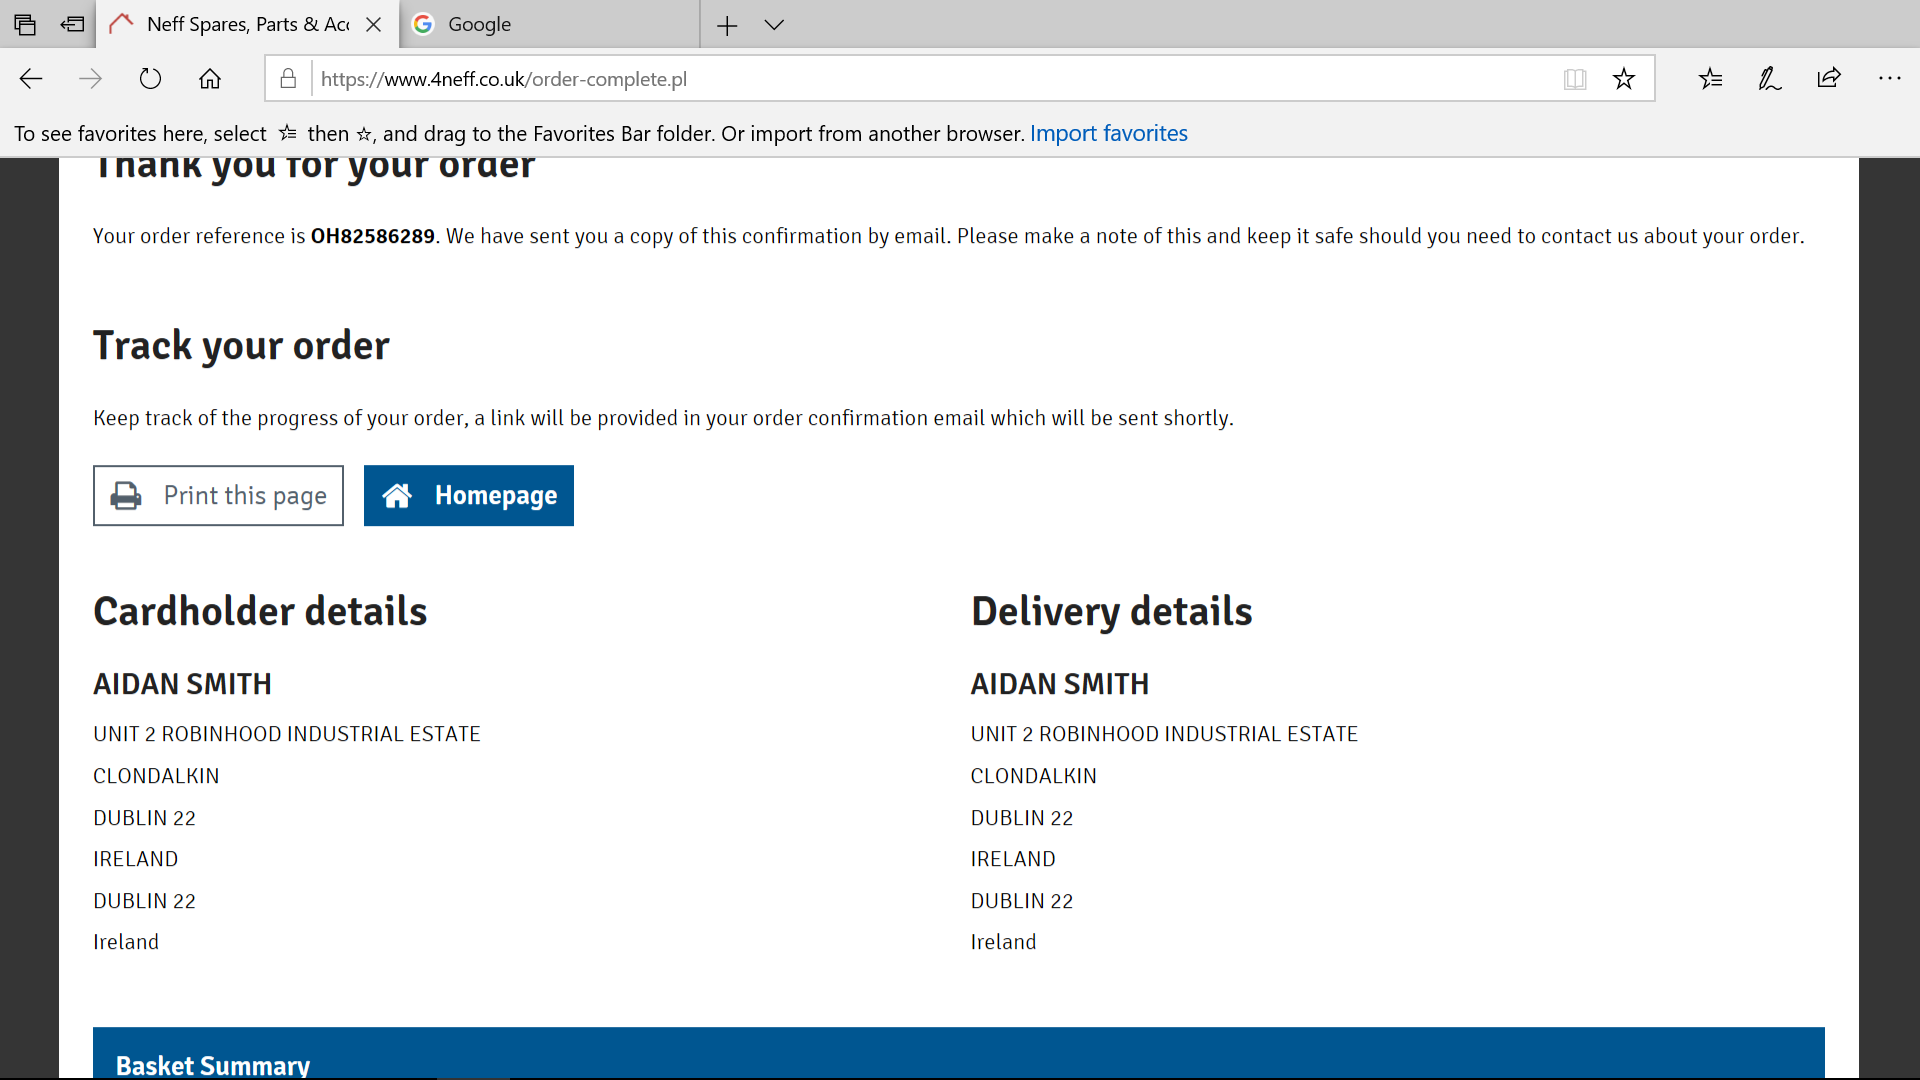 Neff Spares, Parts & Acc
Google
https://www.4neff.co.uk/order-complete.pl
To see favorites here, select then , and drag to the Favorites Bar folder. Or import from another browser. Import favorites
Thank you for your order
Your order reference is OH82586289. We have sent you a copy of this confirmation by email. Please make a note of this and keep it safe should you need to contact us about your order.
Track your order
Keep track of the progress of your order, a link will be provided in your order confirmation email which will be sent shortly.
Print this page
Homepage
Cardholder details
AIDAN SMITH
UNIT 2 ROBINHOOD INDUSTRIAL ESTATE
CLONDALKIN
DUBLIN 22
IRELAND
DUBLIN 22
Ireland
Delivery details
AIDAN SMITH
UNIT 2 ROBINHOOD INDUSTRIAL ESTATE
CLONDALKIN
DUBLIN 22
IRELAND
DUBLIN 22
Ireland
Basket Summary